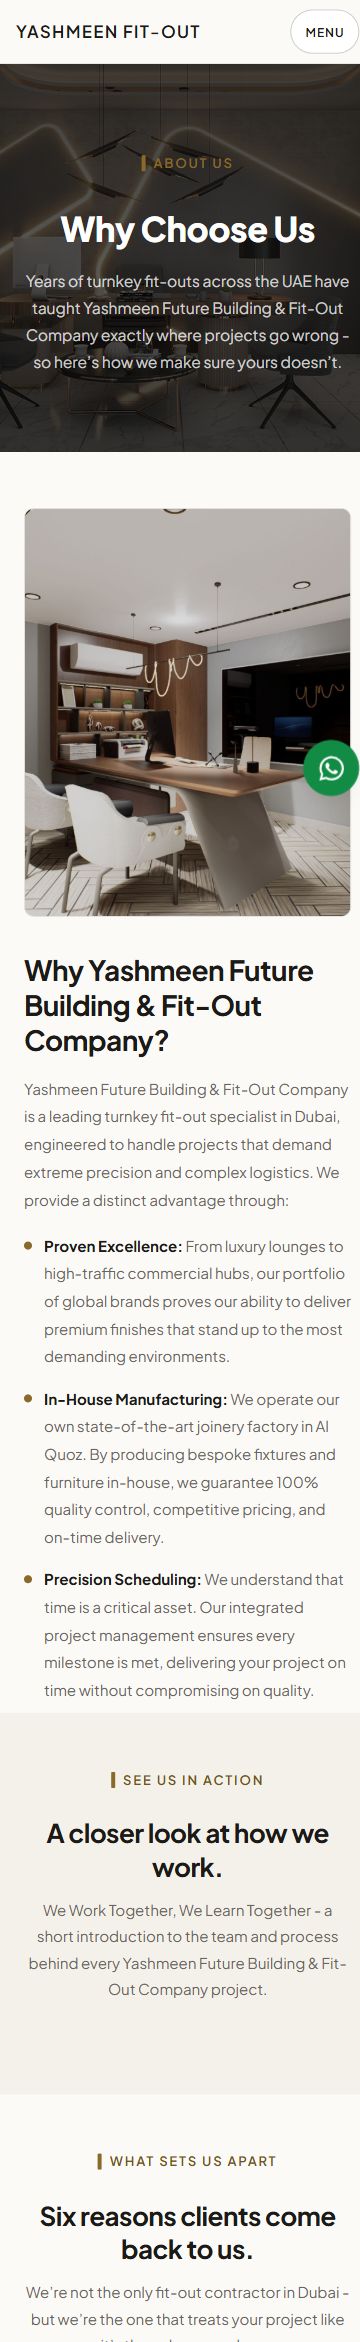 YASHMEEN FIT-OUT
MENU
ABOUT US
Why Choose Us
Years of turnkey fit-outs across the UAE have
taught Yashmeen Future Building & Fit-Out
Company exactly where projects go wrong -
so here's how we make sure yours doesn't.
Why Yashmeen Future
Building & Fit-Out
Company?
Yashmeen Future Building & Fit-Out Company
is a leading turnkey fit-out specialist in Dubai,
engineered to handle projects that demand
extreme precision and complex logistics. We
provide a distinct advantage through:
Proven Excellence: From luxury lounges to
high-traffic commercial hubs, our portfolio
of global brands proves our ability to deliver
premium finishes that stand up to the most
demanding environments.
In-House Manufacturing: We operate our
own state-of-the-art joinery factory in Al
Quoz. By producing bespoke fixtures and
furniture in-house, we guarantee 100%
quality control, competitive pricing, and
on-time delivery.
Precision Scheduling: We understand that
time is a critical asset. Our integrated
project management ensures every
milestone is met, delivering your project on
time without compromising on quality.
SEE US IN ACTION
A closer look at how we
work.
We Work Together, We Learn Together - a
short introduction to the team and process
behind every Yashmeen Future Building & Fit-
Out Company project.
WHAT SETS US APART
Six reasons clients come
back to us.
We're not the only fit-out contractor in Dubai -
but we're the one that treats your project like